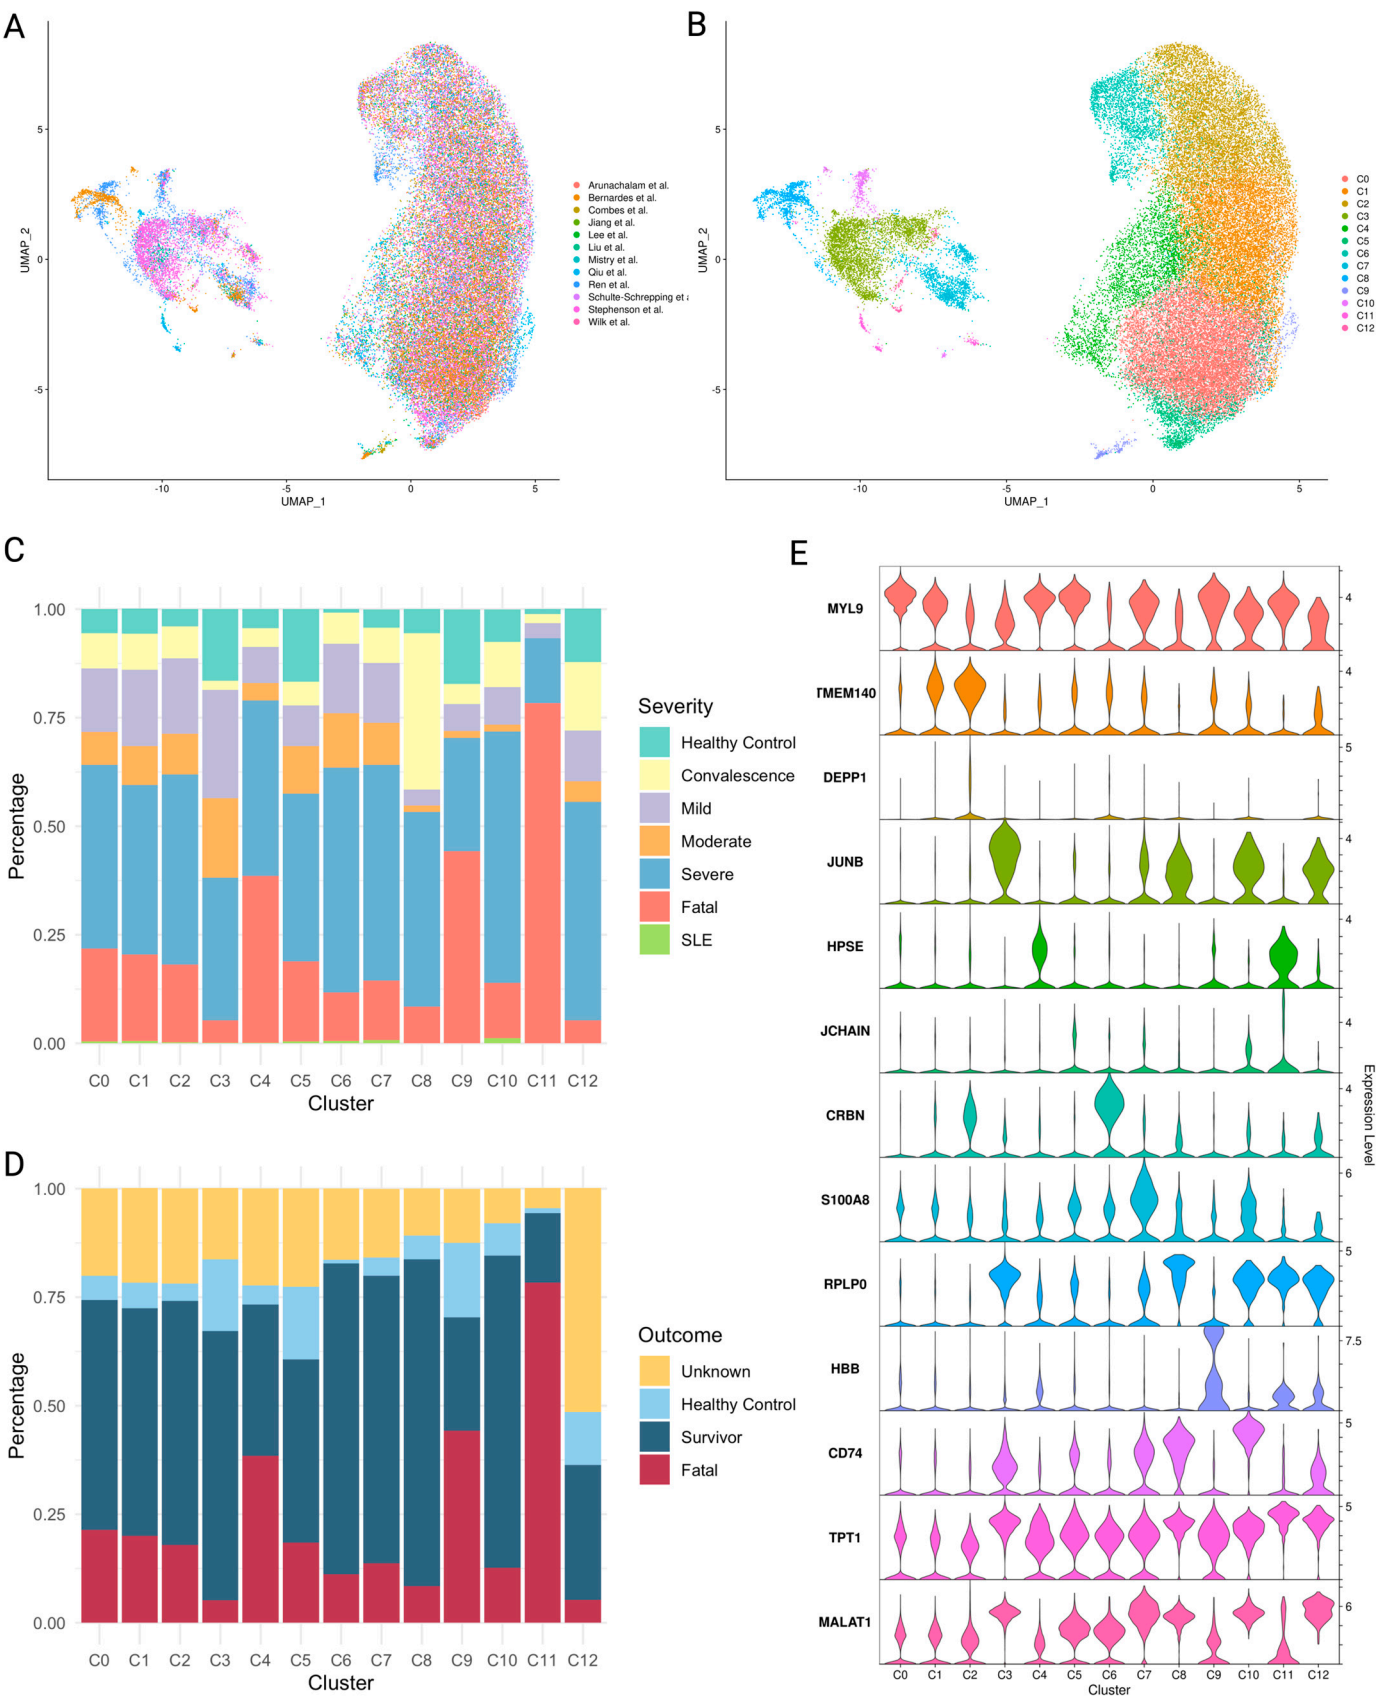 A
B
5
0
-5
UMAP_2
-10
-5
0
5
UMAP_1
Arunachalam et al.
Bernardes et al.
Combes et al.
Jiang et al.
Lee et al.
Liu et al.
Mistry et al.
Qiu et al.
Ren et al.
Schulte-Schrepping et a
Stephenson et al.
Wilk et al.
5
0
-5
UMAP_2
-10
-5
0
5
UMAP_1
C0
C1
C2
C3
C4
C5
C6
C7
C8
C9
C10
C11
C12
C
1.00
0.75
0.50
0.25
0.00
Percentage
C0 C1 C2 C3 C4 C5 C6 C7 C8 C9 C10 C11 C12
Cluster
Severity
Healthy Control
Convalescence
Mild
Moderate
Severe
Fatal
SLE
D
1.00
0.75
0.50
0.25
0.00
Percentage
C0 C1 C2 C3 C4 C5 C6 C7 C8 C9 C10 C11 C12
Cluster
Outcome
Unknown
Healthy Control
Survivor
Fatal
E
MYL9 4
TMEM140 4
DEPP1 5
JUNB 4
HPSE 4
JCHAIN 4
CRBN 4
S100A8 6
RPLP0 5
HBB 7.5
CD74 5
TPT1 5
MALAT1 6
Expression Level
C0 C1 C2 C3 C4 C5 C6 C7 C8 C9 C10 C11 C12
Cluster